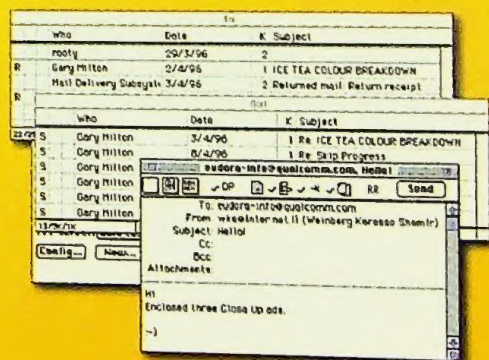 In
Who Date K Subject
rooty 29/3/96 2
R Gary Hilton 2/4/96 1 ICE TEA COLOUR BREAKDOWN
Mail Delivery Subsyste 3/4/96 2 Returned mail: Return receipt
R
Out
Who Date K Subject
S Gary Hilton 3/4/96 1 Re: ICE TEA COLOUR BREAKDOWN
S Gary Hilton 8/4/96 1 Re: Skip Progress
S Gary Hilton
S Gary Hilton
S Gary Hilton
S Gary Hilton
Config...
eudora-info@qualcomm.com, Hello!
QP RR Send
To: eudora-info@qualcomm.com
From: (Weinberg Shamir)
Subject: Hello!
Cc:
Bcc:
Attachments:
Hi
Enclosed three Close Up ads.